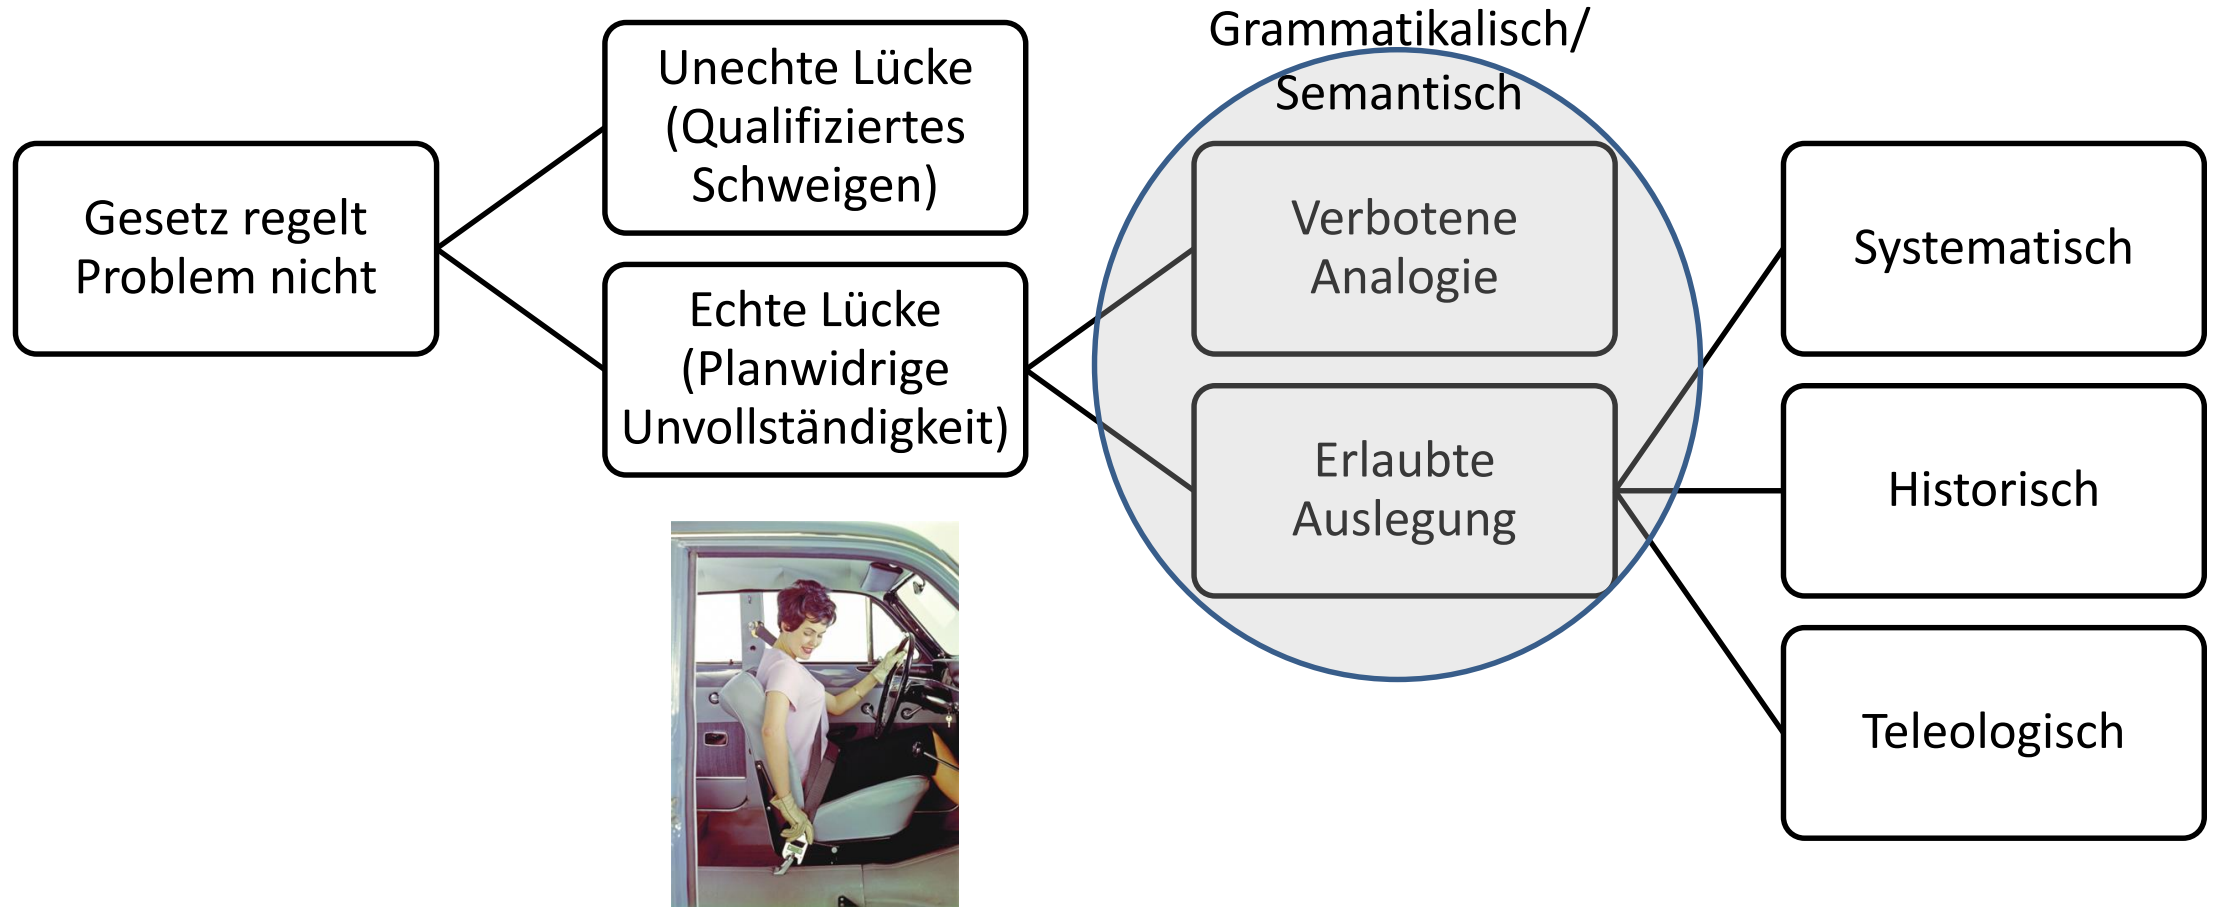 Gesetz regelt
Problem nicht
Unechte Lücke
(Qualifiziertes
Schweigen)
Echte Lücke
(Planwidrige
Unvollständigkeit)
Grammatikalisch/
Semantisch
Verbotene
Analogie
Erlaubte
Auslegung
Systematisch
Historisch
Teleologisch